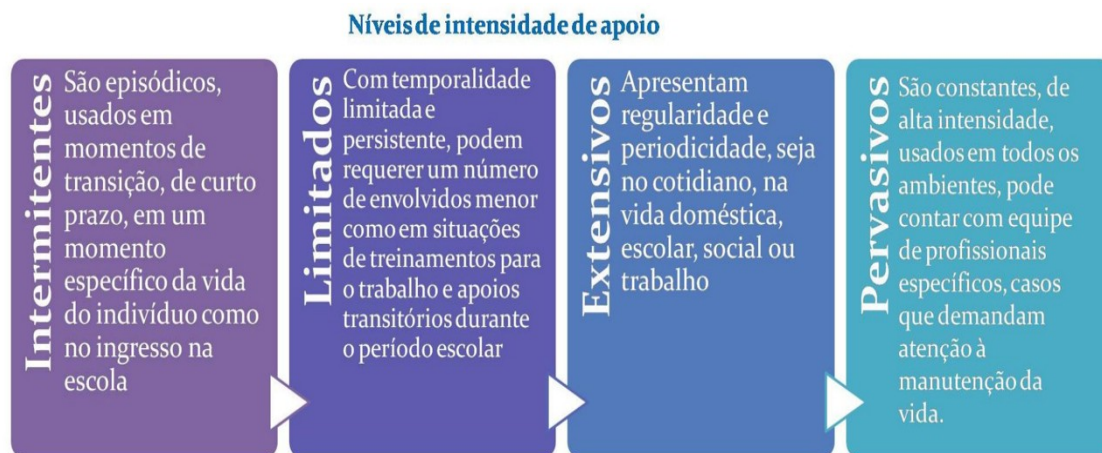 Níveis de intensidade de apoio
Intermitentes
São episódicos,
usados em
momentos de
transição, de curto
prazo, em um
momento
específico da vida
do indivíduo como
no ingresso na
escola
Limitados
Com temporalidade
limitada e
persistente, podem
requerer um número
de envolvidos menor
como em situações
de treinamentos para
o trabalho e apoios
transitórios durante
o período escolar
Extensivos
Apresentam
regularidade e
periodicidade, seja
no cotidiano, na
vida doméstica,
escolar, social ou
trabalho
Pervasivos
São constantes, de
alta intensidade,
usados em todos os
ambientes, pode
contar com equipe
de profissionais
específicos, casos
que demandam
atenção à
manutenção da
vida.